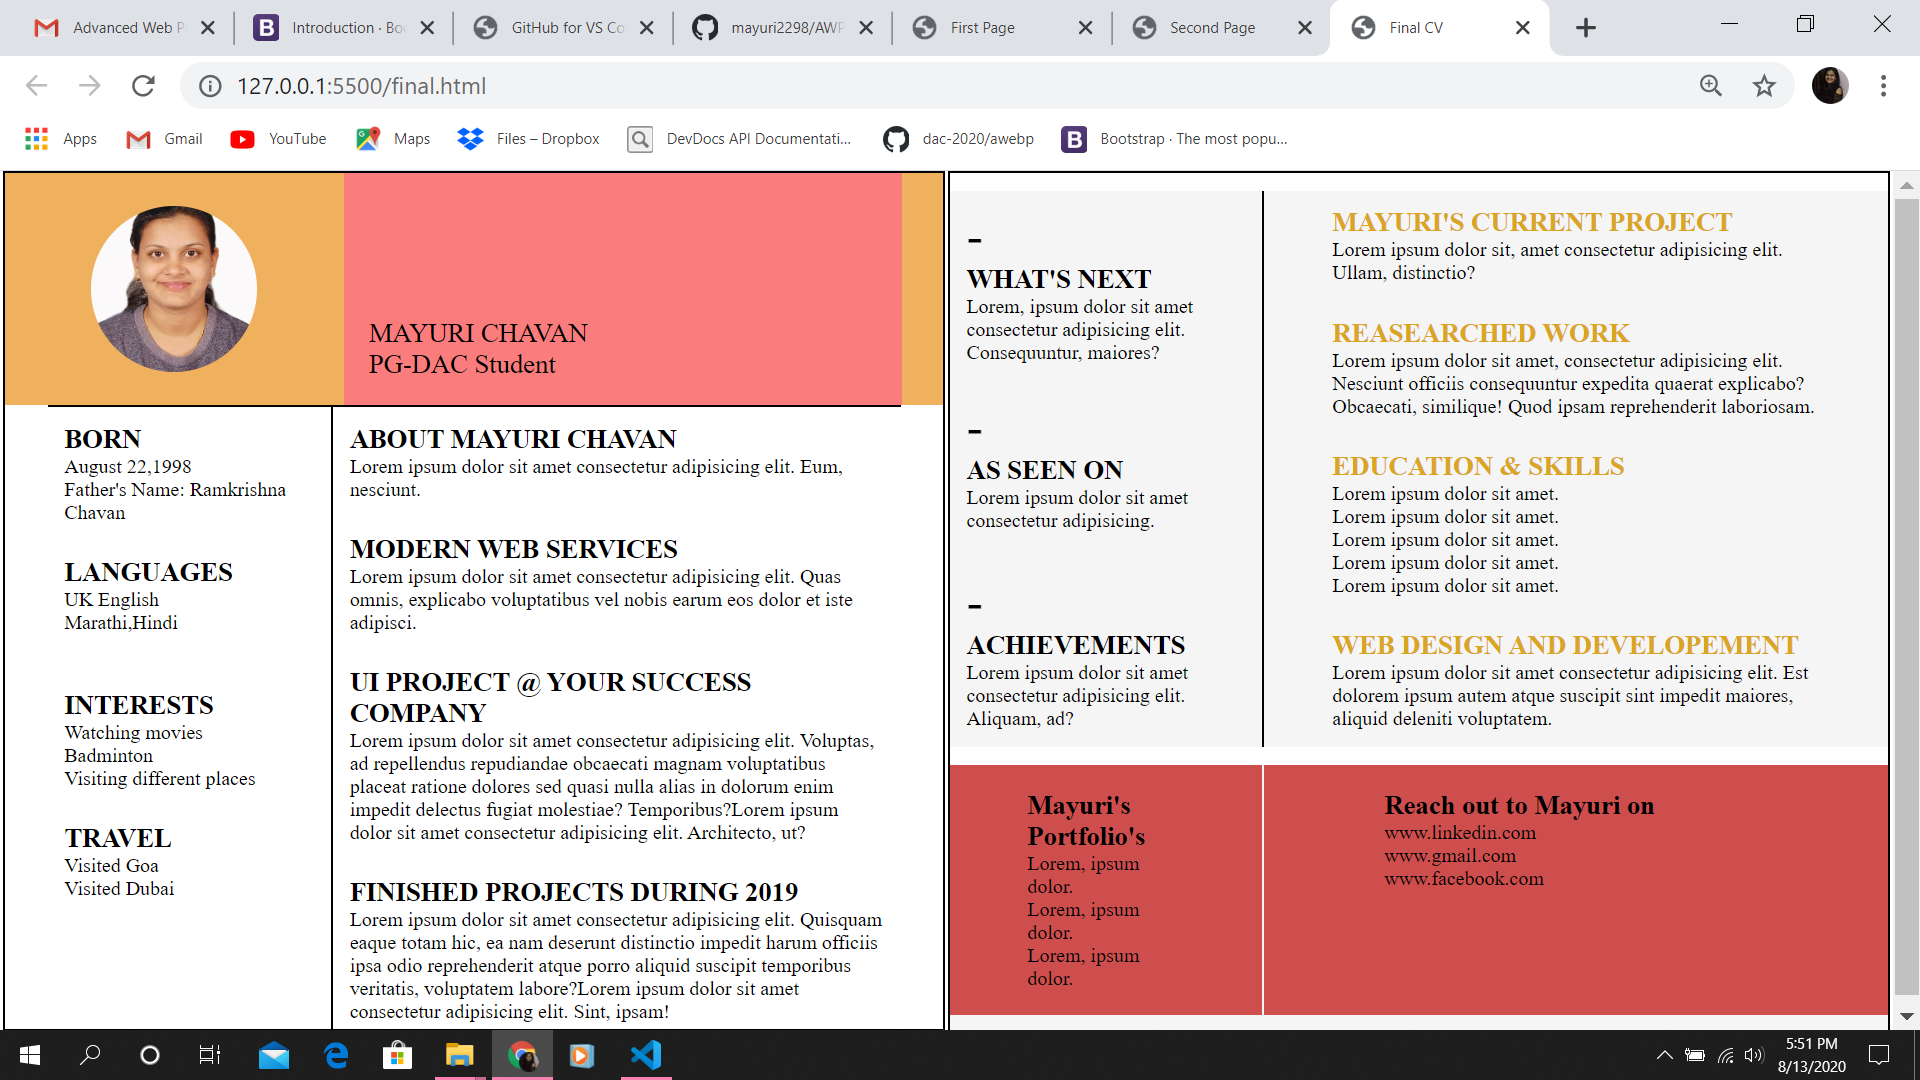 Advanced Web P
Introduction · Boo
GitHub for VS Co
mayuri2298/AWP
First Page
Second Page
Final CV
127.0.0.1:5500/final.html
Apps
Gmail
YouTube
Maps
Files – Dropbox
DevDocs API Documentati...
dac-2020/awebp
B Bootstrap · The most popu...
MAYURI CHAVAN
PG-DAC Student
BORN
August 22,1998
Father's Name: Ramkrishna
Chavan
LANGUAGES
UK English
Marathi,Hindi
INTERESTS
Watching movies
Badminton
Visiting different places
TRAVEL
Visited Goa
Visited Dubai
ABOUT MAYURI CHAVAN
Lorem ipsum dolor sit amet consectetur adipisicing elit. Eum,
nesciunt.
MODERN WEB SERVICES
Lorem ipsum dolor sit amet consectetur adipisicing elit. Quas
omnis, explicabo voluptatibus vel nobis earum eos dolor et iste
adipisci.
UI PROJECT @ YOUR SUCCESS
COMPANY
Lorem ipsum dolor sit amet consectetur adipisicing elit. Voluptas,
ad repellendus repudiandae obcaecati magnam voluptatibus
placeat ratione dolores sed quasi nulla alias in dolorum enim
impedit delectus fugiat molestiae? Temporibus?Lorem ipsum
dolor sit amet consectetur adipisicing elit. Architecto, ut?
FINISHED PROJECTS DURING 2019
Lorem ipsum dolor sit amet consectetur adipisicing elit. Quisquam
eaque totam hic, ea nam deserunt distinctio impedit harum officiis
ipsa odio reprehenderit atque porro aliquid suscipit temporibus
veritatis, voluptatem labore?Lorem ipsum dolor sit amet
consectetur adipisicing elit. Sint, ipsam!
-
WHAT'S NEXT
Lorem, ipsum dolor sit amet
consectetur adipisicing elit.
Consequuntur, maiores?
-
AS SEEN ON
Lorem ipsum dolor sit amet
consectetur adipisicing.
-
ACHIEVEMENTS
Lorem ipsum dolor sit amet
consectetur adipisicing elit.
Aliquam, ad?
MAYURI'S CURRENT PROJECT
Lorem ipsum dolor sit, amet consectetur adipisicing elit.
Ullam, distinctio?
REASEARCHED WORK
Lorem ipsum dolor sit amet, consectetur adipisicing elit.
Nesciunt officiis consequuntur expedita quaerat explicabo?
Obcaecati, similique! Quod ipsam reprehenderit laboriosam.
EDUCATION & SKILLS
Lorem ipsum dolor sit amet.
Lorem ipsum dolor sit amet.
Lorem ipsum dolor sit amet.
Lorem ipsum dolor sit amet.
Lorem ipsum dolor sit amet.
WEB DESIGN AND DEVELOPEMENT
Lorem ipsum dolor sit amet consectetur adipisicing elit. Est
dolorem ipsum autem atque suscipit sint impedit maiores,
aliquid deleniti voluptatem.
Mayuri's
Portfolio's
Lorem, ipsum
dolor.
Lorem, ipsum
dolor.
Lorem, ipsum
dolor.
Reach out to Mayuri on
www.linkedin.com
www.gmail.com
www.facebook.com
5:51 PM
8/13/2020